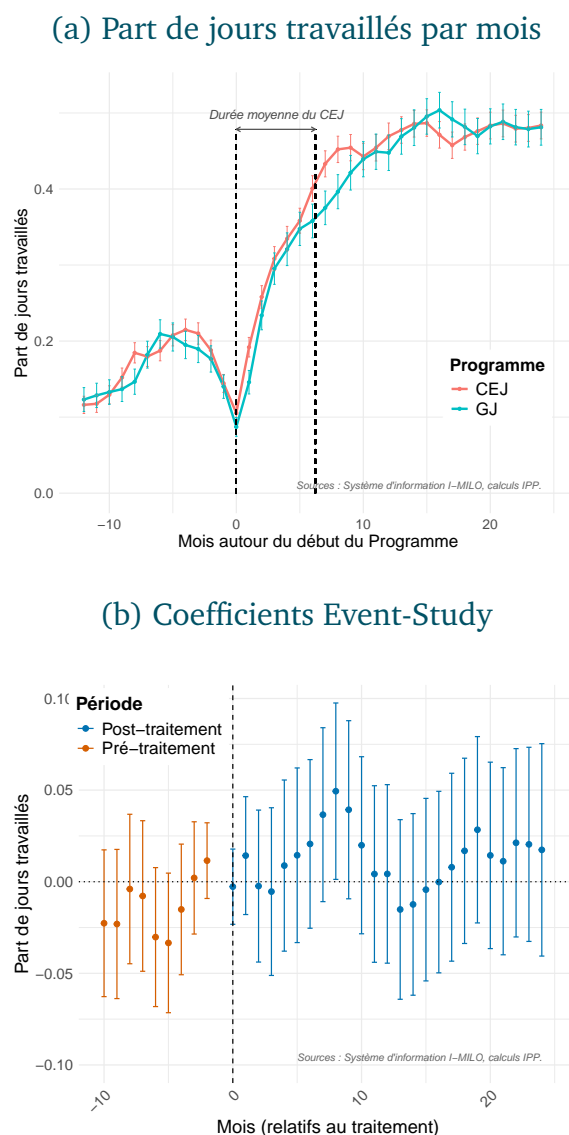 (a) Part de jours travaillés par mois
Durée moyenne du CEJ
Part de jours travaillés
0.4
0.2
0.0
Programme
CEJ
GJ
Sources : Système d'information I−MILO, calculs IPP.
−10
0
10
20
Mois autour du début du Programme
(b) Coefficients Event-Study
Part de jours travaillés
0.10
0.05
0.00
−0.05
−0.10
Période
Post−traitement
Pré−traitement
Sources : Système d'information I−MILO, calculs IPP.
−10
0
10
20
Mois (relatifs au traitement)